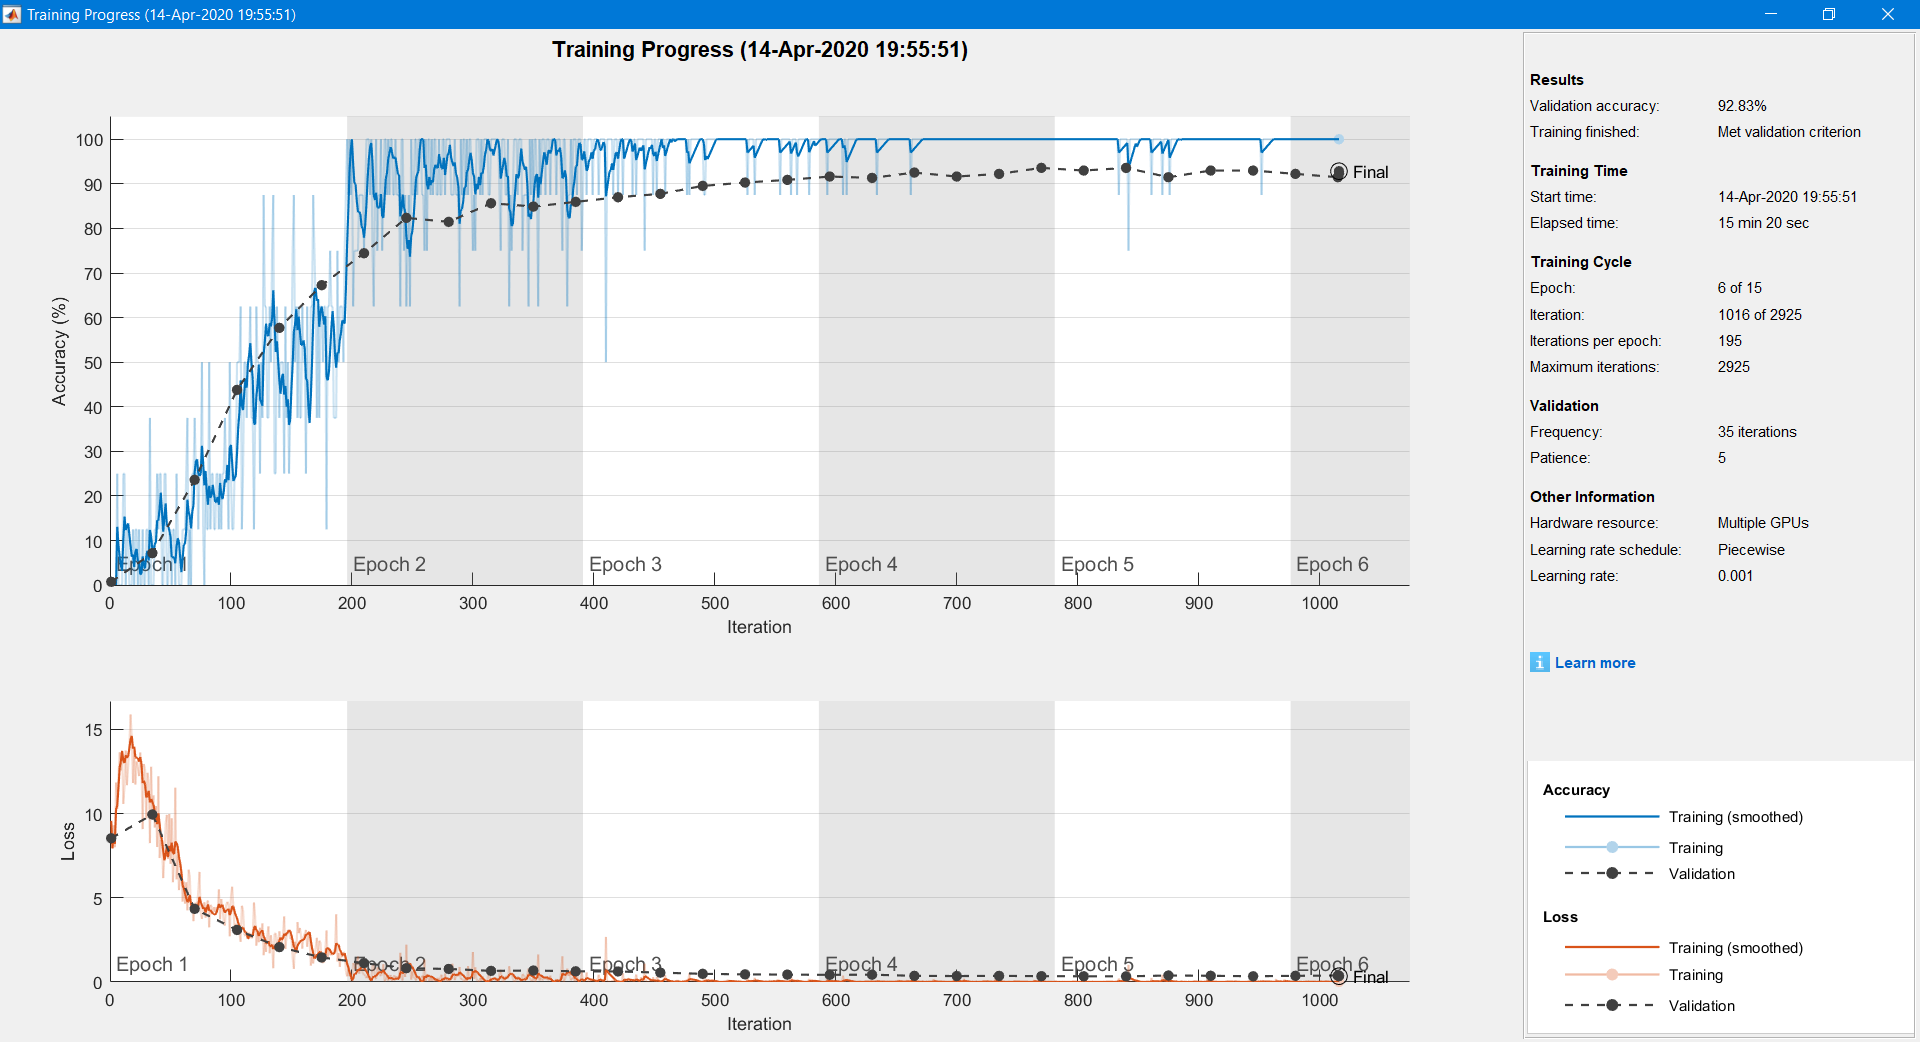 Training Progress (14-Apr-2020 19:55:51)
Training Progress (14-Apr-2020 19:55:51)
Accuracy (%)
100
90
80
70
60
50
40
30
20
10
0
Epoch 1
Epoch 2
Epoch 3
Epoch 4
Epoch 5
Epoch 6
Final
0 100 200 300 400 500 600 700 800 900 1000
Iteration
Loss
15
10
5
0
Epoch 1
Epoch 2
Epoch 3
Epoch 4
Epoch 5
Epoch 6
Final
0 100 200 300 400 500 600 700 800 900 1000
Iteration
Results
Validation accuracy: 92.83%
Training finished: Met validation criterion
Training Time
Start time: 14-Apr-2020 19:55:51
Elapsed time: 15 min 20 sec
Training Cycle
Epoch: 6 of 15
Iteration: 1016 of 2925
Iterations per epoch: 195
Maximum iterations: 2925
Validation
Frequency: 35 iterations
Patience: 5
Other Information
Hardware resource: Multiple GPUs
Learning rate schedule: Piecewise
Learning rate: 0.001
i Learn more
Accuracy
Training (smoothed)
Training
Validation
Loss
Training (smoothed)
Training
Validation